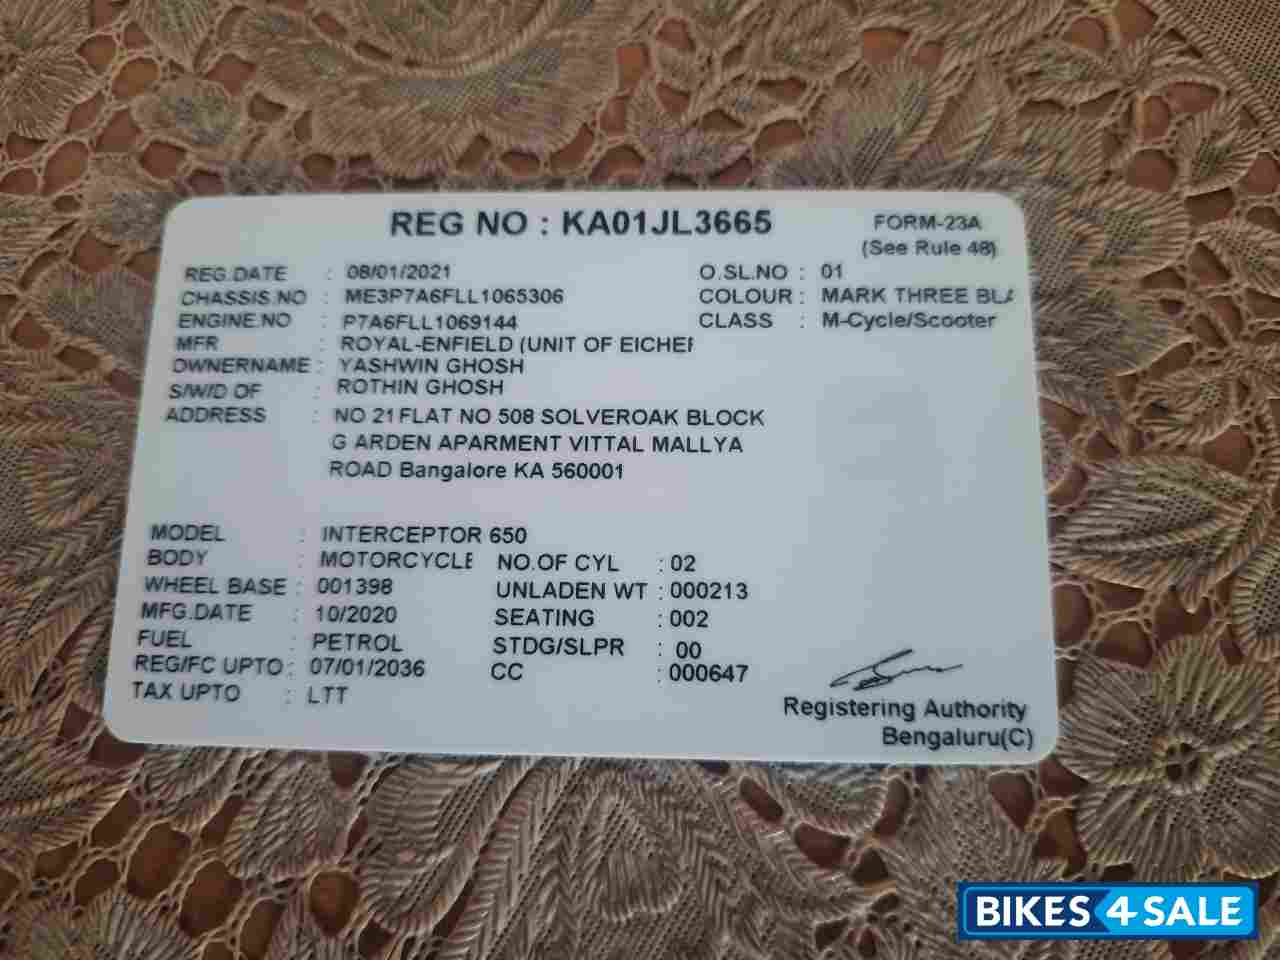 REG NO : KA01JL3665
FORM-23A
(See Rule 48)
REG.DATE : 08/01/2021 O.SL.NO : 01
CHASSIS.NO : ME3P7A6FLL1065306 COLOUR : MARK THREE BLA
ENGINE.NO : P7A6FLL1069144 CLASS : M-Cycle/Scooter
MFR : ROYAL-ENFIELD (UNIT OF EICHER
OWNERNAME : YASHWIN GHOSH
S/W/D OF : ROTHIN GHOSH
ADDRESS : NO 21 FLAT NO 508 SOLVEROAK BLOCK
G ARDEN APARMENT VITTAL MALLYA
ROAD Bangalore KA 560001
MODEL : INTERCEPTOR 650
BODY : MOTORCYCLE NO.OF CYL : 02
WHEEL BASE : 001398 UNLADEN WT : 000213
MFG.DATE : 10/2020 SEATING : 002
FUEL : PETROL STDG/SLPR : 00
REG/FC UPTO : 07/01/2036 CC : 000647
TAX UPTO : LTT
Registering Authority
Bengaluru(C)
BIKES4SALE